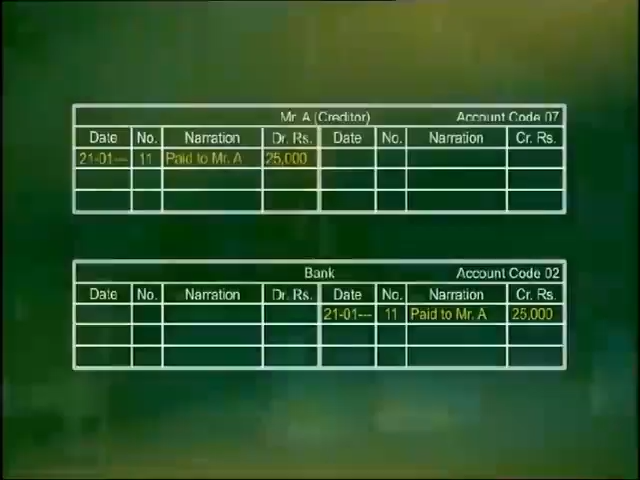 Mr. A (Creditor) Account Code 07
Date No. Narration Dr. Rs. Date No. Narration Cr. Rs.
21-01--- 11 Paid to Mr. A 25,000
Bank Account Code 02
Date No. Narration Dr. Rs. Date No. Narration Cr. Rs.
21-01--- 11 Paid to Mr. A 25,000